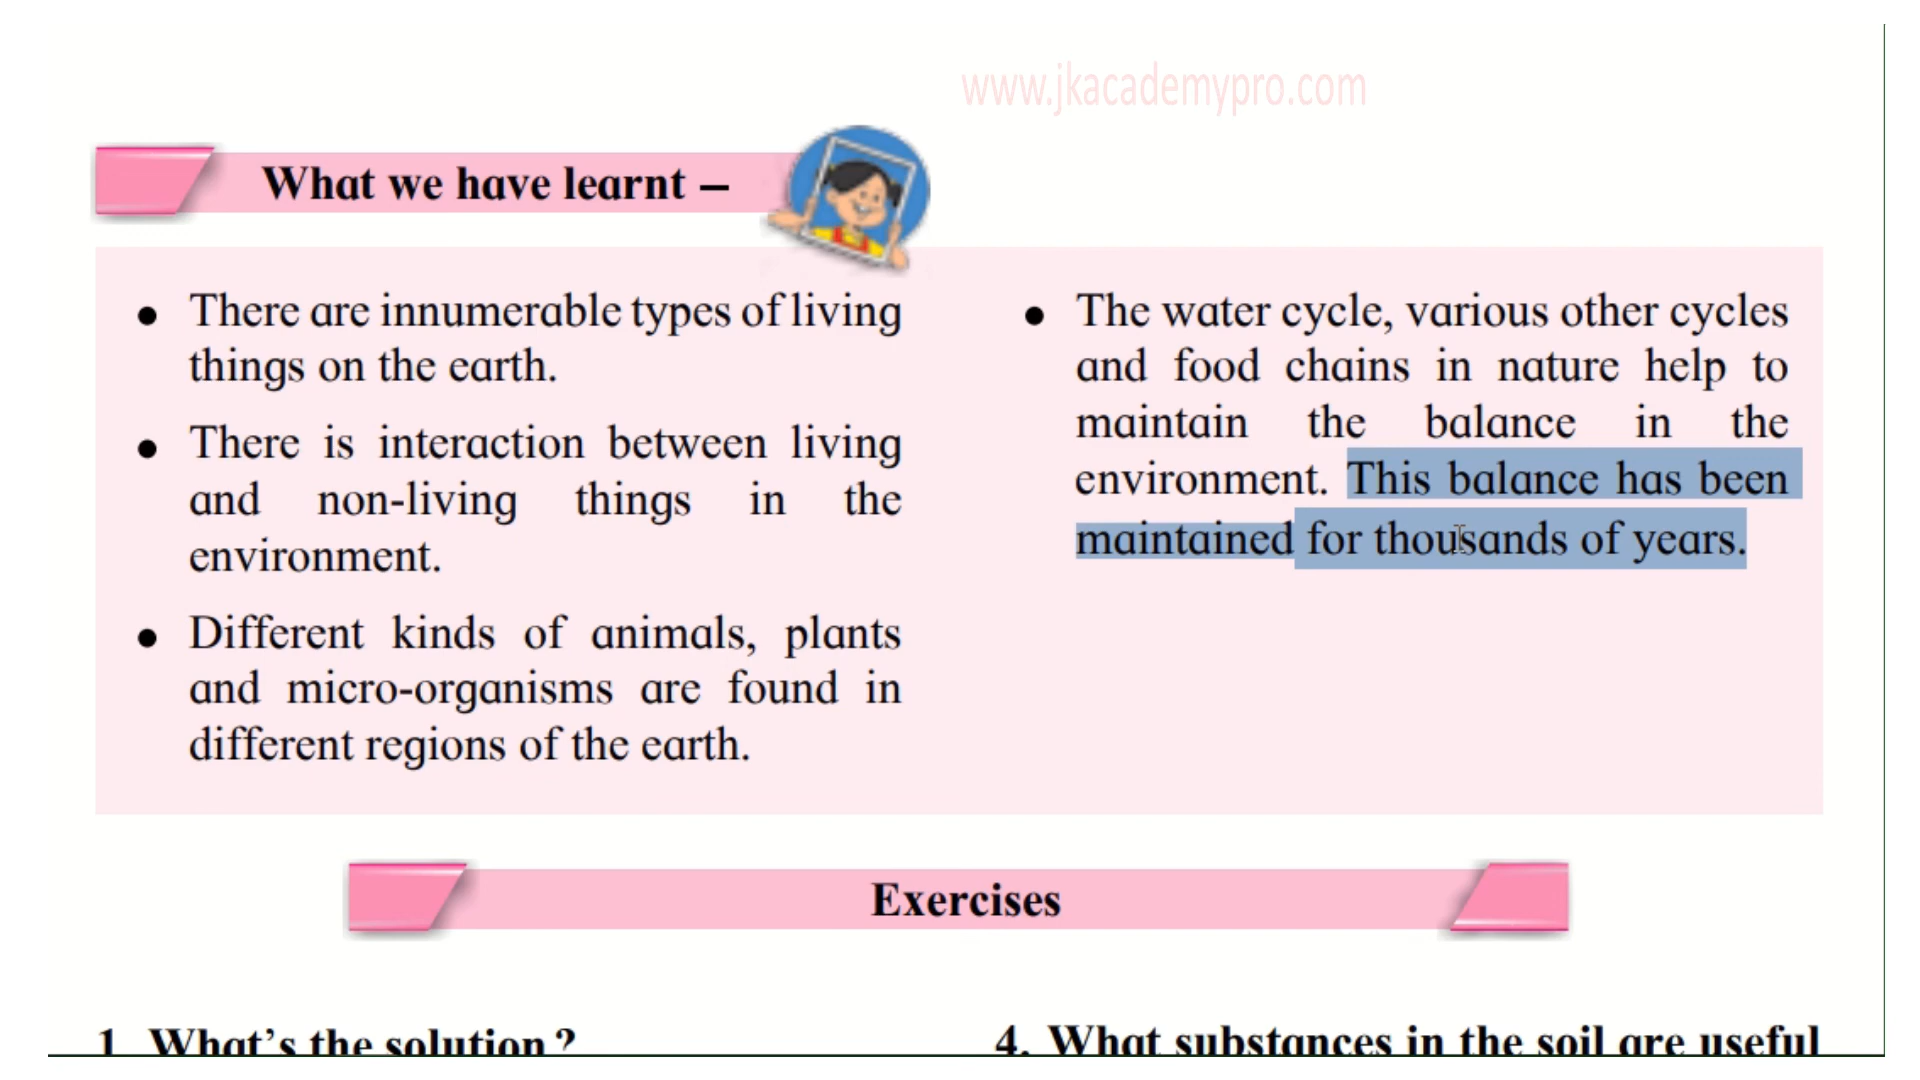 www.jkacademypro.com
What we have learnt –
● There are innumerable types of living
things on the earth.
● There is interaction between living
and non-living things in the
environment.
● Different kinds of animals, plants
and micro-organisms are found in
different regions of the earth.
● The water cycle, various other cycles
and food chains in nature help to
maintain the balance in the
environment. This balance has been
maintained for thousands of years.
Exercises
1. What's the solution ?
4. What substances in the soil are useful